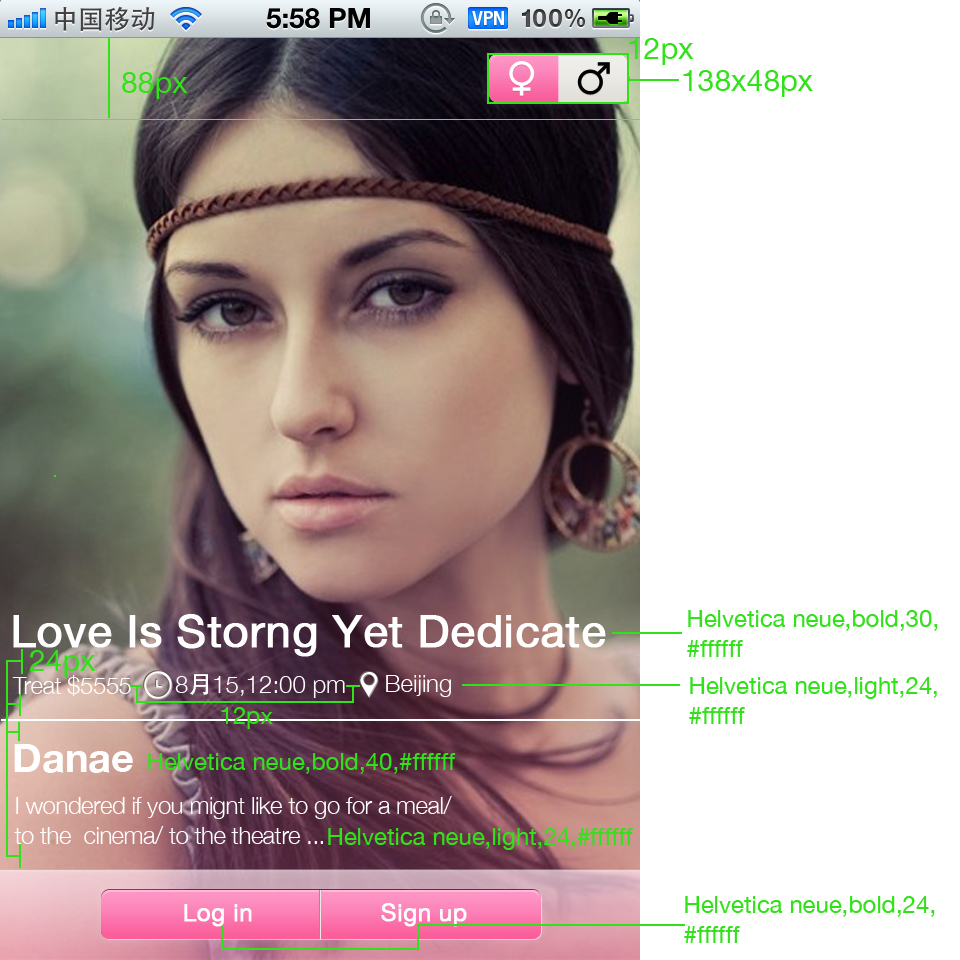 中国移动 5:58 PM VPN 100%
12px
88px
♀ ♂ 138x48px
Love Is Storng Yet Dedicate
Helvetica neue,bold,30,
#ffffff
24px
Treat $5555 8月15,12:00 pm Beijing
Helvetica neue,light,24,
#ffffff
12px
Danae Helvetica neue,bold,40,#ffffff
I wondered if you mignt like to go for a meal/
to the cinema/ to the theatre ... Helvetica neue,light,24,#ffffff
Log in Sign up
Helvetica neue,bold,24,
#ffffff